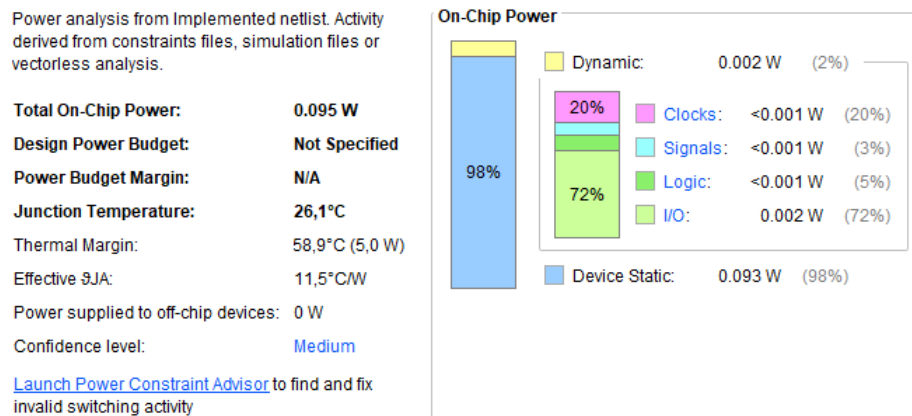 Power analysis from Implemented netlist. Activity
derived from constraints files, simulation files or
vectorless analysis.
Total On-Chip Power: 0.095 W
Design Power Budget: Not Specified
Power Budget Margin: N/A
Junction Temperature: 26,1°C
Thermal Margin: 58,9°C (5,0 W)
Effective ϑJA: 11,5°C/W
Power supplied to off-chip devices: 0 W
Confidence level: Medium
Launch Power Constraint Advisor to find and fix
invalid switching activity
On-Chip Power
98%
Dynamic: 0.002 W (2%)
20%
72%
Clocks: <0.001 W (20%)
Signals: <0.001 W (3%)
Logic: <0.001 W (5%)
I/O: 0.002 W (72%)
Device Static: 0.093 W (98%)